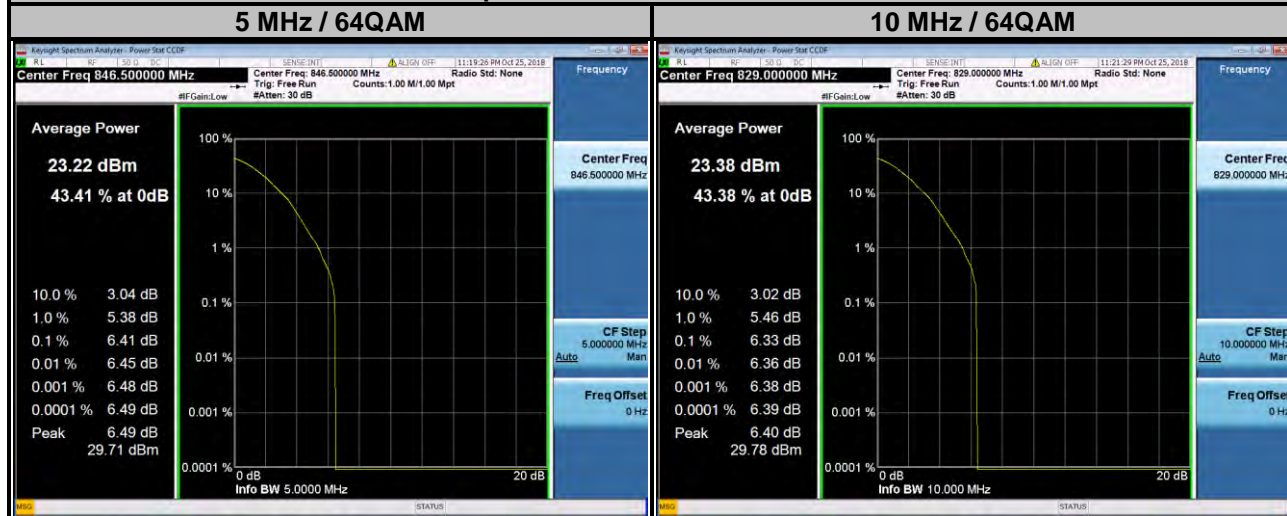 5 MHz / 64QAM
Keysight Spectrum Analyzer - Power Stat CCDF
RL RF 50 Ω DC SENSE:INT ALIGN OFF 11:19:26 PM Oct 25, 2018
Center Freq 846.500000 MHz
Center Freq: 846.500000 MHz Radio Std: None
Trig: Free Run Counts:1.00 M/1.00 Mpt
#IFGain:Low #Atten: 30 dB
Frequency
Average Power
23.22 dBm
43.41 % at 0dB
10.0 % 3.04 dB
1.0 % 5.38 dB
0.1 % 6.41 dB
0.01 % 6.45 dB
0.001 % 6.48 dB
0.0001 % 6.49 dB
Peak 6.49 dB
29.71 dBm
100 %
10 %
1 %
0.1 %
0.01 %
0.001 %
0.0001 %
0 dB 20 dB
Info BW 5.0000 MHz
Center Freq
846.500000 MHz
CF Step
5.000000 MHz
Auto Man
Freq Offset
0 Hz
MSG STATUS
10 MHz / 64QAM
Keysight Spectrum Analyzer - Power Stat CCDF
RL RF 50 Ω DC SENSE:INT ALIGN OFF 11:21:29 PM Oct 25, 2018
Center Freq 829.000000 MHz
Center Freq: 829.000000 MHz Radio Std: None
Trig: Free Run Counts:1.00 M/1.00 Mpt
#IFGain:Low #Atten: 30 dB
Frequency
Average Power
23.38 dBm
43.38 % at 0dB
10.0 % 3.02 dB
1.0 % 5.46 dB
0.1 % 6.33 dB
0.01 % 6.36 dB
0.001 % 6.38 dB
0.0001 % 6.39 dB
Peak 6.40 dB
29.78 dBm
100 %
10 %
1 %
0.1 %
0.01 %
0.001 %
0.0001 %
0 dB 20 dB
Info BW 10.000 MHz
Center Freq
829.000000 MHz
CF Step
10.000000 MHz
Auto Man
Freq Offset
0 Hz
MSG STATUS